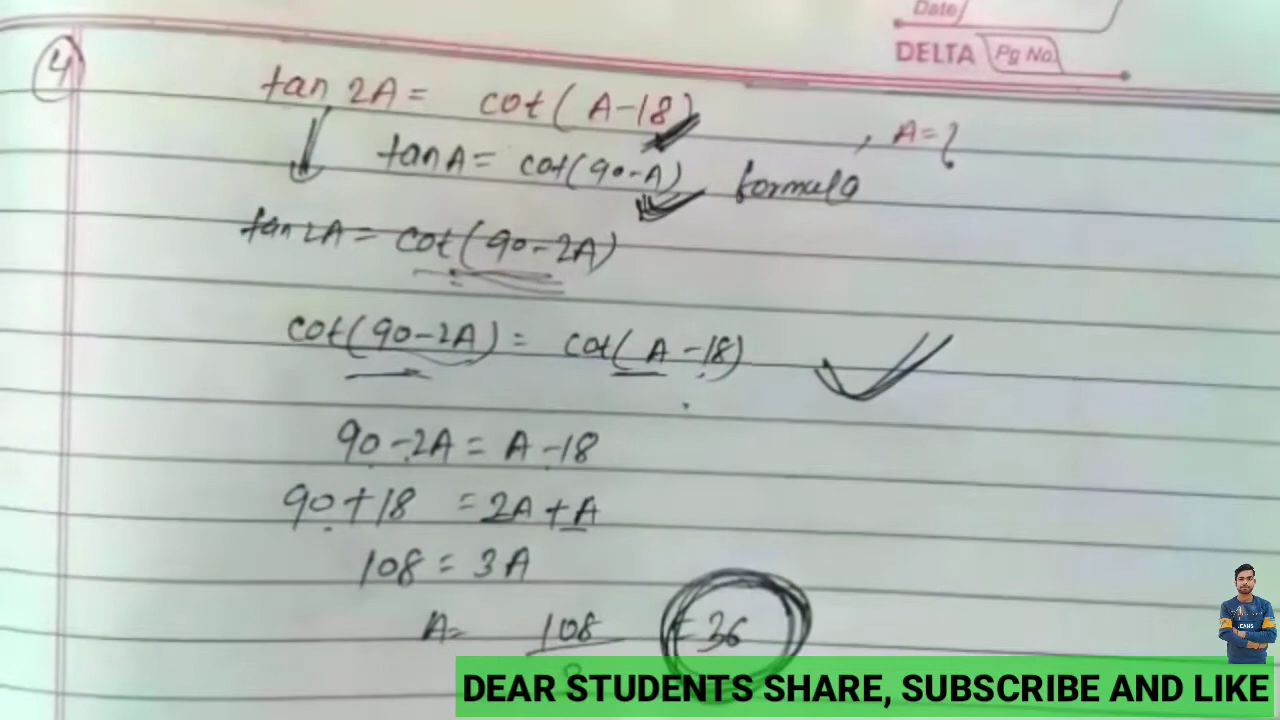 Date
DELTA Pg No.
4
tan 2A = cot(A-18) , A=?
tan A = cot(90-A) formula
tan 2A = cot(90-2A)
cot(90-2A) = cot(A-18)
90-2A = A-18
90+18 = 2A+A
108 = 3A
A= 108 = 36
DEAR STUDENTS SHARE, SUBSCRIBE AND LIKE